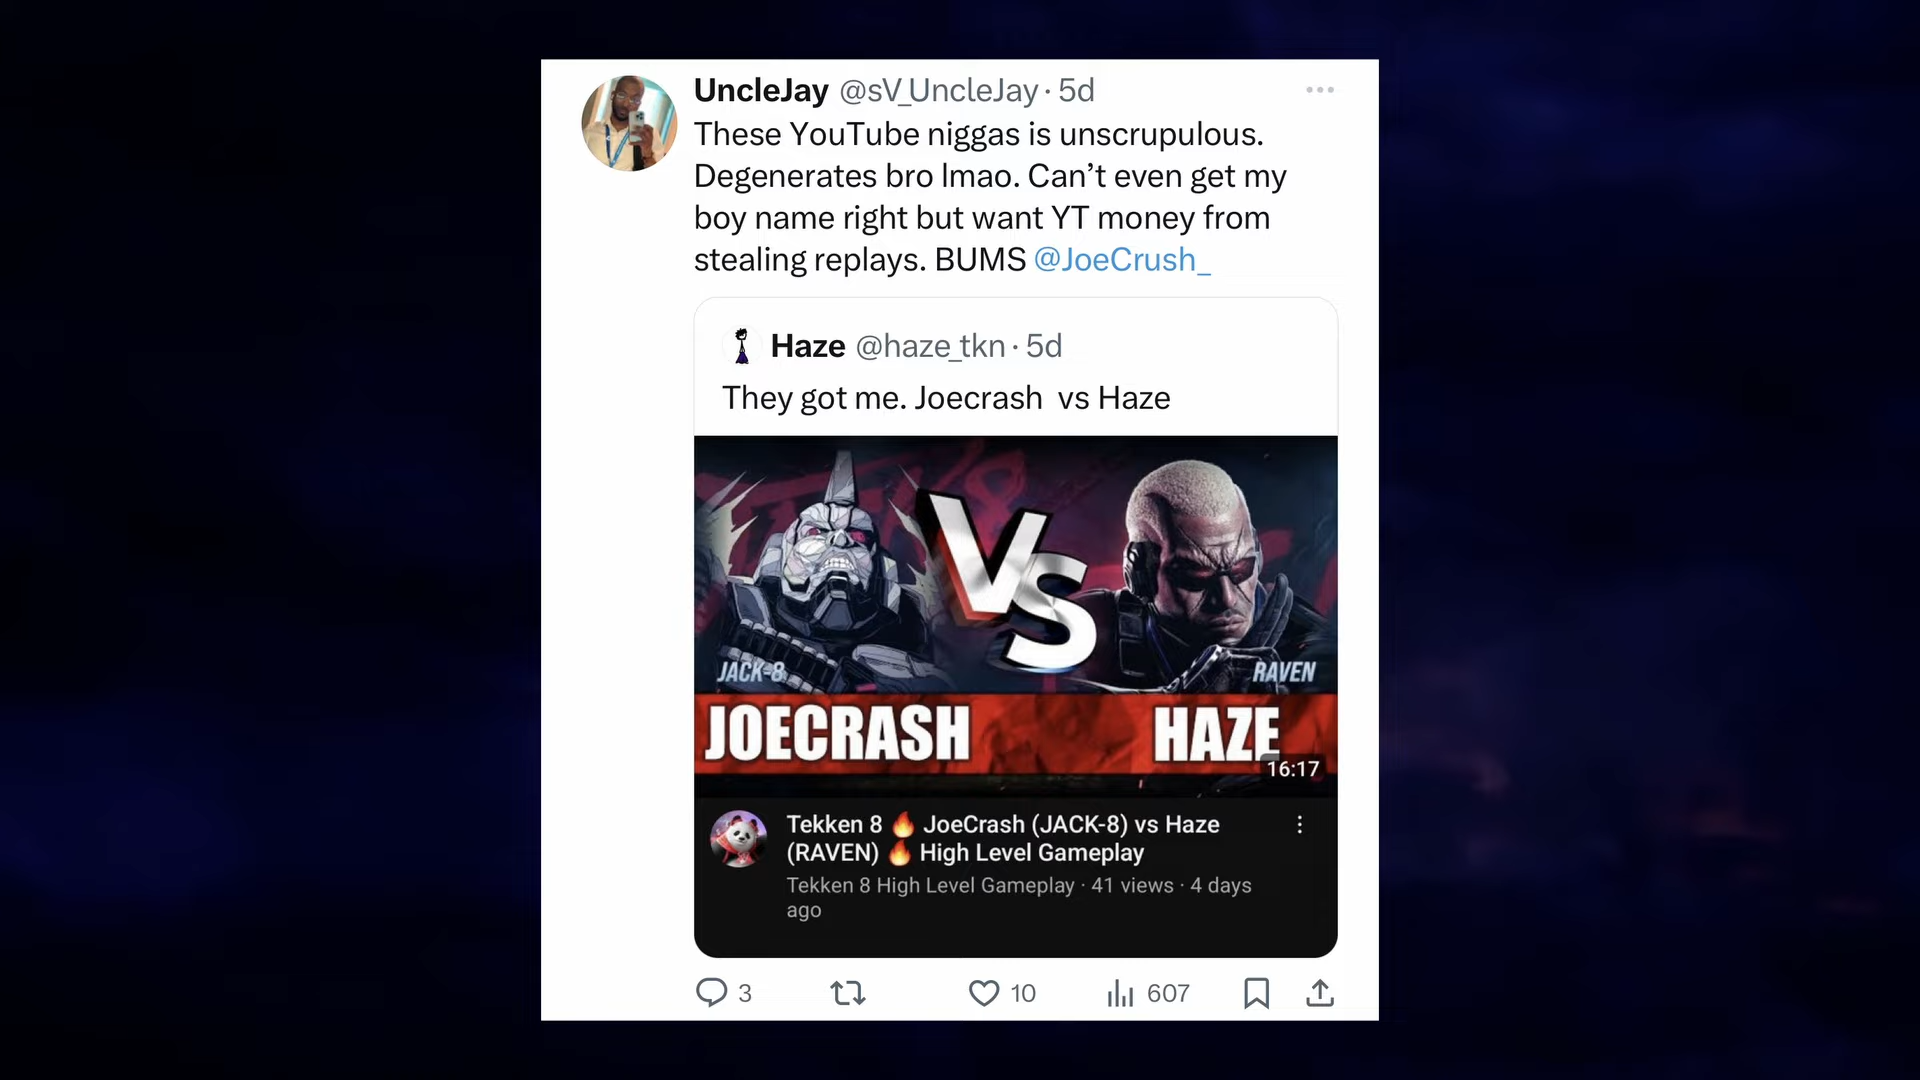 UncleJay @sV_UncleJay · 5d
These YouTube niggas is unscrupulous.
Degenerates bro lmao. Can’t even get my
boy name right but want YT money from
stealing replays. BUMS @JoeCrush_
Haze @haze_tkn · 5d
They got me. Joecrash vs Haze
VS
JACK-8
RAVEN
JOECRASH
HAZE
16:17
Tekken 8 🔥 JoeCrash (JACK-8) vs Haze
(RAVEN) 🔥 High Level Gameplay
Tekken 8 High Level Gameplay · 41 views · 4 days
ago
3
10
607